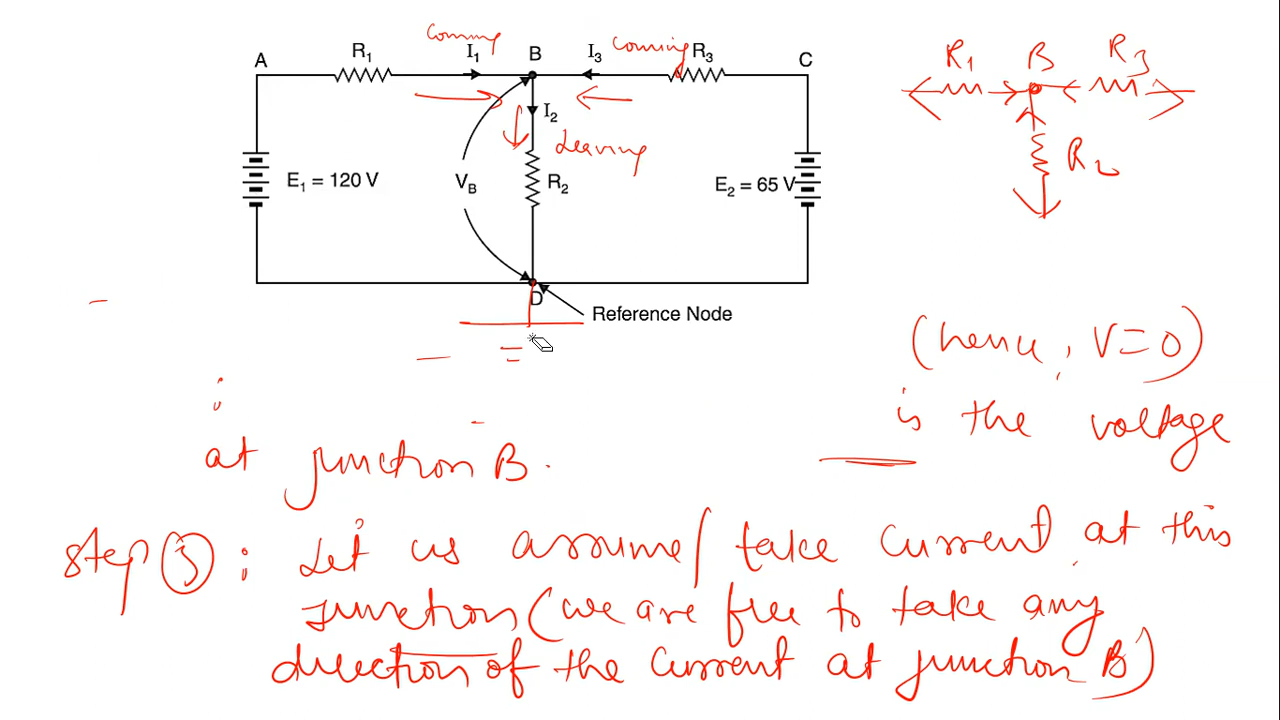 Coming
Coming
A
R1
I1
B
I3
R3
C
R1
B
R3
I2
Leaving
E1 = 120 V
VB
R2
E2 = 65 V
R2
D
Reference Node
(hence, V=0)
is the voltage
at junction B.
Step ③ : Let us assume/take current at this
junction (we are free to take any
direction of the current at junction B)